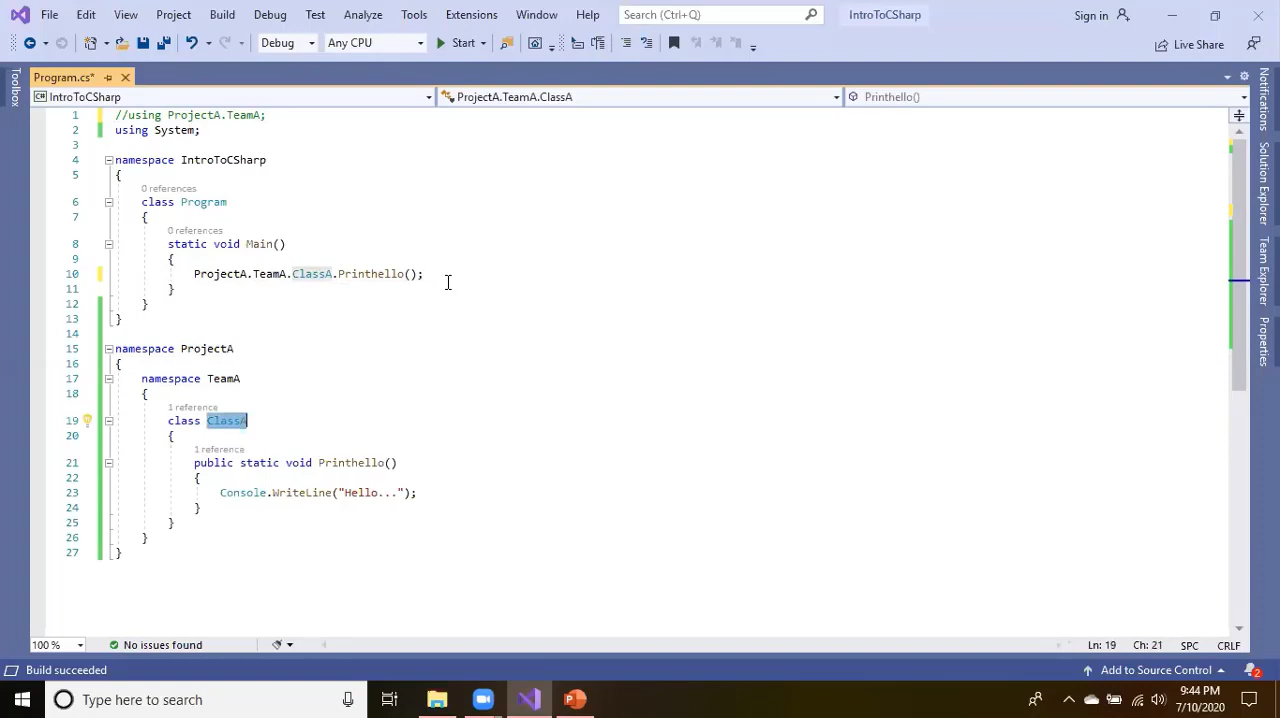 File Edit View Project Build Debug Test Analyze Tools Extensions Window Help Search (Ctrl+Q) IntroToCSharp Sign in
Debug Any CPU Start Live Share
Program.cs*
IntroToCSharp ProjectA.TeamA.ClassA Printhello()
Toolbox
Notifications
Solution Explorer
Team Explorer
Properties
1 //using ProjectA.TeamA;
2 using System;
3
4 namespace IntroToCSharp
5 {
0 references
6 class Program
7 {
0 references
8 static void Main()
9 {
10 ProjectA.TeamA.ClassA.Printhello();
11 }
12 }
13 }
14
15 namespace ProjectA
16 {
17 namespace TeamA
18 {
1 reference
19 class ClassA
20 {
1 reference
21 public static void Printhello()
22 {
23 Console.WriteLine("Hello...");
24 }
25 }
26 }
27 }
100 % No issues found Ln: 19 Ch: 21 SPC CRLF
Build succeeded Add to Source Control 2
Type here to search 9:44 PM
7/10/2020